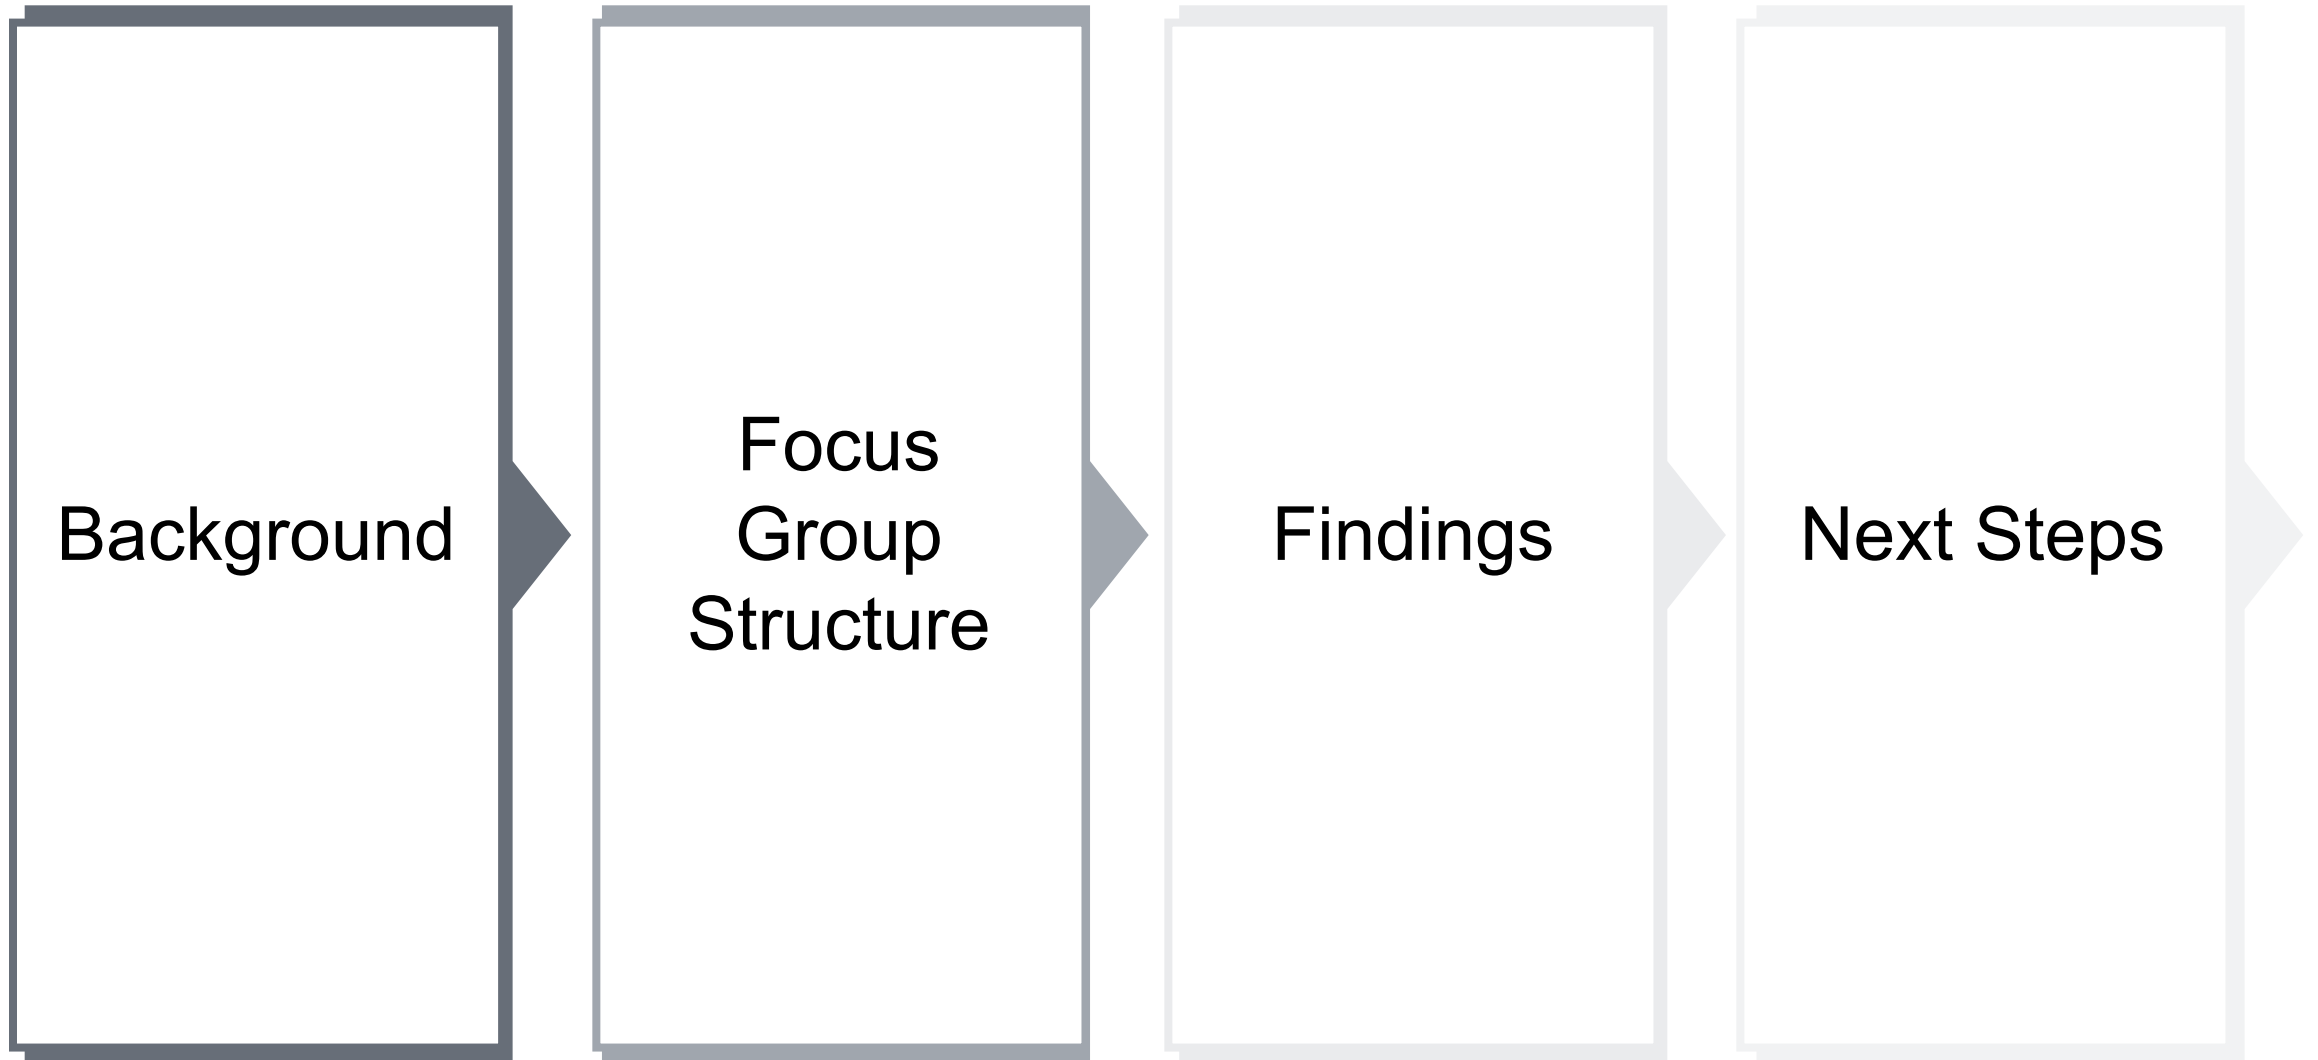 Background
Focus
Group
Structure
Findings
Next Steps